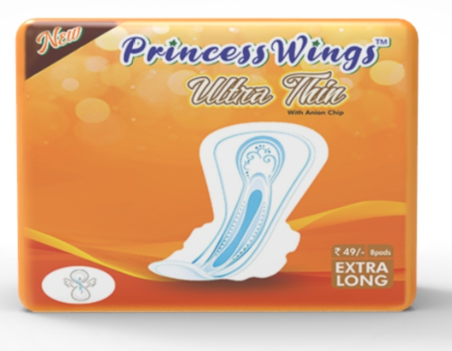 New
Princess Wings™
Ultra Thin
With Anion Chip
₹ 49/- 8pads
EXTRA
LONG